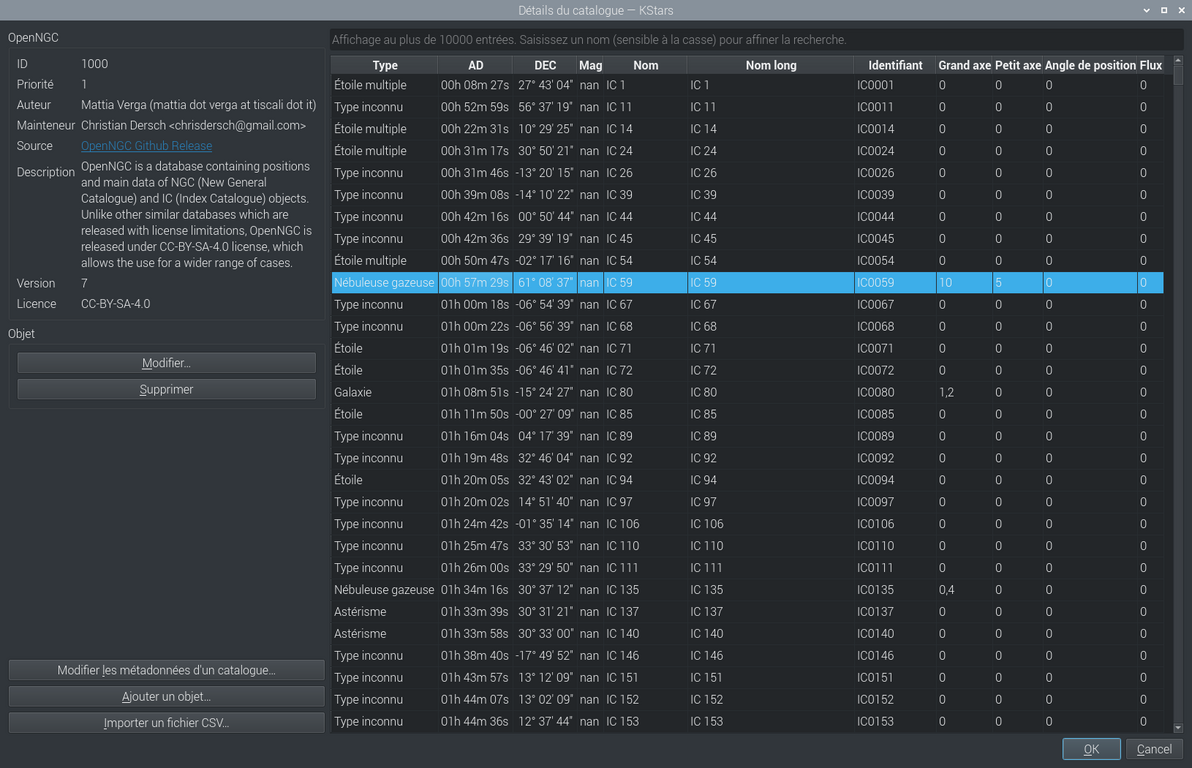 Détails du catalogue — KStars
OpenNGC
ID 1000
Priorité 1
Auteur Mattia Verga (mattia dot verga at tiscali dot it)
Mainteneur Christian Dersch <chrisdersch@gmail.com>
Source OpenNGC Github Release
Description OpenNGC is a database containing positions
and main data of NGC (New General
Catalogue) and IC (Index Catalogue) objects.
Unlike other similar databases which are
released with license limitations, OpenNGC is
released under CC-BY-SA-4.0 license, which
allows the use for a wider range of cases.
Version 7
Licence CC-BY-SA-4.0
Objet
Modifier...
Supprimer
Modifier les métadonnées d'un catalogue...
Ajouter un objet...
Importer un fichier CSV...
Affichage au plus de 10000 entrées. Saisissez un nom (sensible à la casse) pour affiner la recherche.
Type AD DEC Mag Nom Nom long Identifiant Grand axe Petit axe Angle de position Flux
Étoile multiple 00h 08m 27s 27° 43' 04" nan IC 1 IC 1 IC0001 0 0 0 0
Type inconnu 00h 52m 59s 56° 37' 19" nan IC 11 IC 11 IC0011 0 0 0 0
Étoile multiple 00h 22m 31s 10° 29' 25" nan IC 14 IC 14 IC0014 0 0 0 0
Étoile multiple 00h 31m 17s 30° 50' 21" nan IC 24 IC 24 IC0024 0 0 0 0
Type inconnu 00h 31m 46s -13° 20' 15" nan IC 26 IC 26 IC0026 0 0 0 0
Type inconnu 00h 39m 08s -14° 10' 22" nan IC 39 IC 39 IC0039 0 0 0 0
Type inconnu 00h 42m 16s 00° 50' 44" nan IC 44 IC 44 IC0044 0 0 0 0
Type inconnu 00h 42m 36s 29° 39' 19" nan IC 45 IC 45 IC0045 0 0 0 0
Étoile multiple 00h 50m 47s -02° 17' 16" nan IC 54 IC 54 IC0054 0 0 0 0
Nébuleuse gazeuse 00h 57m 29s 61° 08' 37" nan IC 59 IC 59 IC0059 10 5 0 0
Type inconnu 01h 00m 18s -06° 54' 39" nan IC 67 IC 67 IC0067 0 0 0 0
Type inconnu 01h 00m 22s -06° 56' 39" nan IC 68 IC 68 IC0068 0 0 0 0
Étoile 01h 01m 19s -06° 46' 02" nan IC 71 IC 71 IC0071 0 0 0 0
Étoile 01h 01m 35s -06° 46' 41" nan IC 72 IC 72 IC0072 0 0 0 0
Galaxie 01h 08m 51s -15° 24' 27" nan IC 80 IC 80 IC0080 1,2 0 0 0
Étoile 01h 11m 50s -00° 27' 09" nan IC 85 IC 85 IC0085 0 0 0 0
Type inconnu 01h 16m 04s 04° 17' 39" nan IC 89 IC 89 IC0089 0 0 0 0
Type inconnu 01h 19m 48s 32° 46' 04" nan IC 92 IC 92 IC0092 0 0 0 0
Étoile 01h 20m 05s 32° 43' 02" nan IC 94 IC 94 IC0094 0 0 0 0
Type inconnu 01h 20m 02s 14° 51' 40" nan IC 97 IC 97 IC0097 0 0 0 0
Type inconnu 01h 24m 42s -01° 35' 14" nan IC 106 IC 106 IC0106 0 0 0 0
Type inconnu 01h 25m 47s 33° 30' 53" nan IC 110 IC 110 IC0110 0 0 0 0
Type inconnu 01h 26m 00s 33° 29' 50" nan IC 111 IC 111 IC0111 0 0 0 0
Nébuleuse gazeuse 01h 34m 16s 30° 37' 12" nan IC 135 IC 135 IC0135 0,4 0 0 0
Astérisme 01h 33m 39s 30° 31' 21" nan IC 137 IC 137 IC0137 0 0 0 0
Astérisme 01h 33m 58s 30° 33' 00" nan IC 140 IC 140 IC0140 0 0 0 0
Type inconnu 01h 38m 40s -17° 49' 52" nan IC 146 IC 146 IC0146 0 0 0 0
Type inconnu 01h 43m 57s 13° 12' 09" nan IC 151 IC 151 IC0151 0 0 0 0
Type inconnu 01h 44m 07s 13° 02' 09" nan IC 152 IC 152 IC0152 0 0 0 0
Type inconnu 01h 44m 36s 12° 37' 44" nan IC 153 IC 153 IC0153 0 0 0 0
OK Cancel